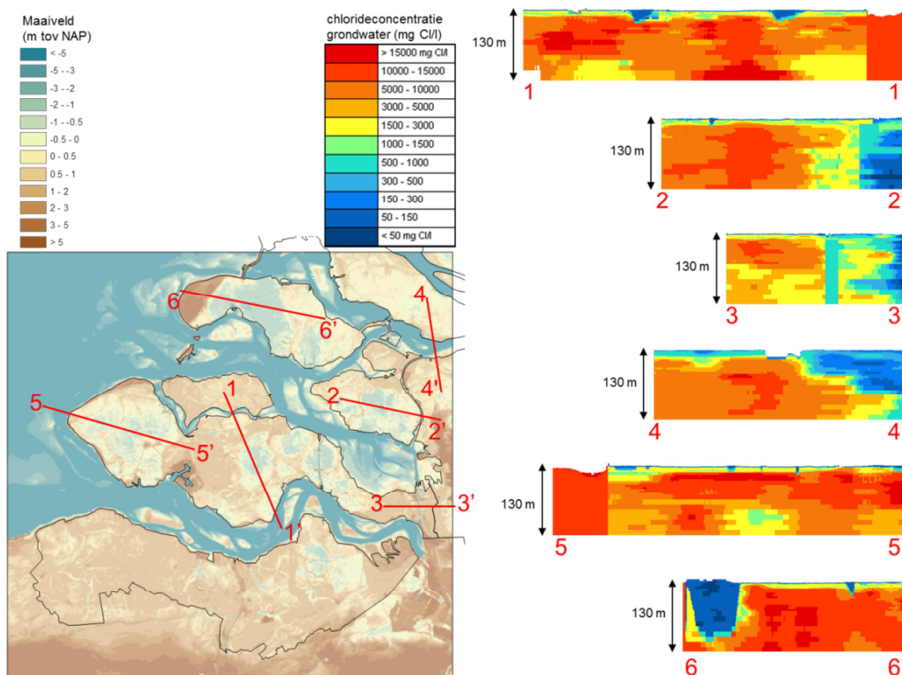 Maaiveld
(m tov NAP)
< -5
-5 - -3
-3 - -2
-2 - -1
-1 - -0.5
-0.5 - 0
0 - 0.5
0.5 - 1
1 - 2
2 - 3
3 - 5
> 5
chlorideconcentratie
grondwater (mg Cl/l)
> 15000 mg Cl/l
10000 - 15000
5000 - 10000
3000 - 5000
1500 - 3000
1000 - 1500
500 - 1000
300 - 500
150 - 300
50 - 150
< 50 mg Cl/l
6
6'
4
4'
1
1'
2
2'
5
5'
3
3'
130 m
1
1
130 m
2
2
130 m
3
3
130 m
4
4
130 m
5
5
130 m
6
6